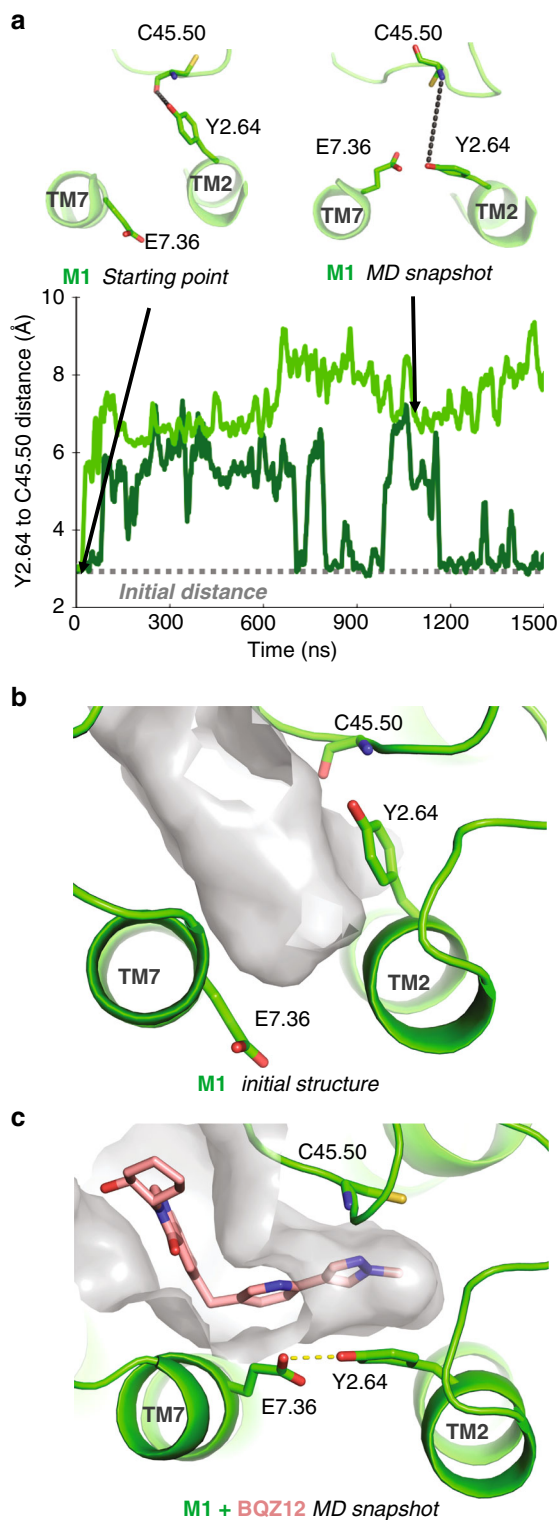 a
C45.50
C45.50
Y2.64
E7.36
Y2.64
TM7
TM2
TM7
TM2
E7.36
M1 Starting point
M1 MD snapshot
Y2.64 to C45.50 distance (Å)
10
8
6
4
2
Initial distance
0 300 600 900 1200 1500
Time (ns)
b
C45.50
Y2.64
TM7
TM2
E7.36
M1 initial structure
c
C45.50
TM7
E7.36
Y2.64
TM2
M1 + BQZ12 MD snapshot